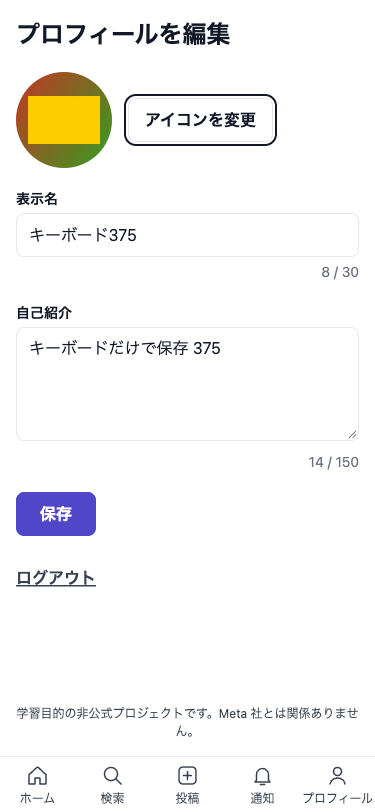 プロフィールを編集
アイコンを変更
表示名
キーボード375
8 / 30
自己紹介
キーボードだけで保存 375
14 / 150
保存
ログアウト
学習目的の非公式プロジェクトです。Meta 社とは関係ありませ
ん。
ホーム
検索
投稿
通知
プロフィール